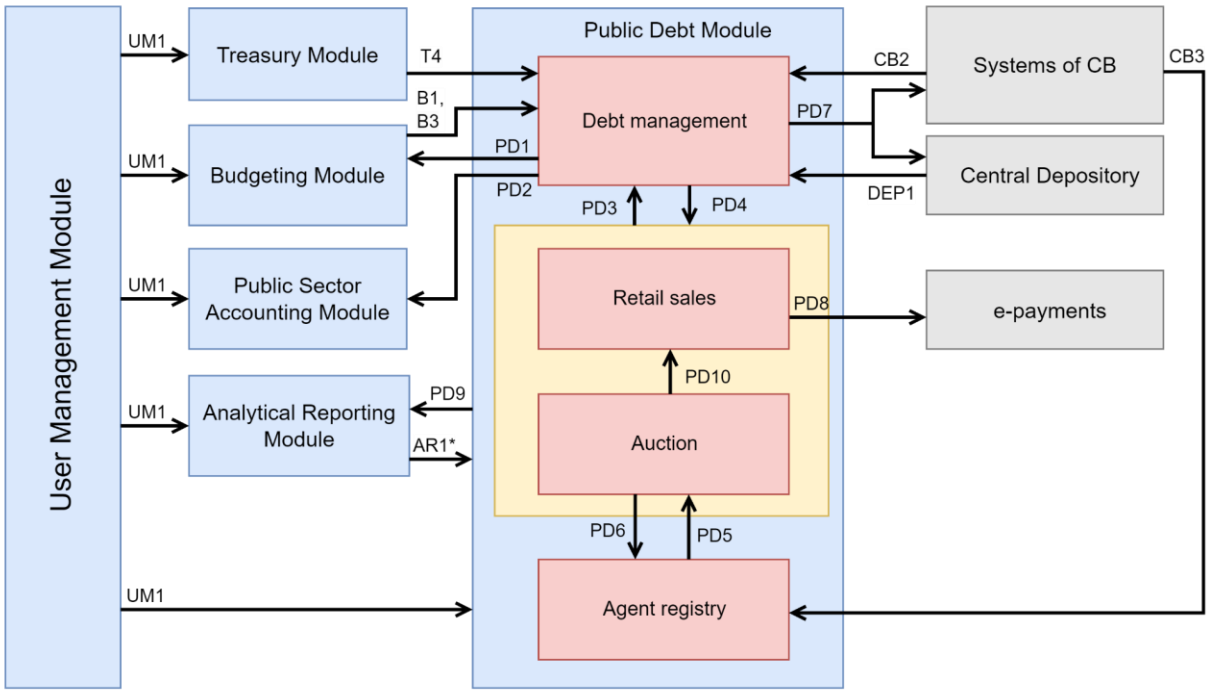 User Management Module
UM1
Treasury Module
T4
B1,
B3
UM1
Budgeting Module
PD1
PD2
UM1
Public Sector
Accounting Module
UM1
Analytical Reporting
Module
PD9
AR1*
UM1
Public Debt Module
Debt management
PD3
PD4
Retail sales
PD10
Auction
PD6
PD5
Agent registry
CB2
Systems of CB
CB3
PD7
Central Depository
DEP1
PD8
e-payments